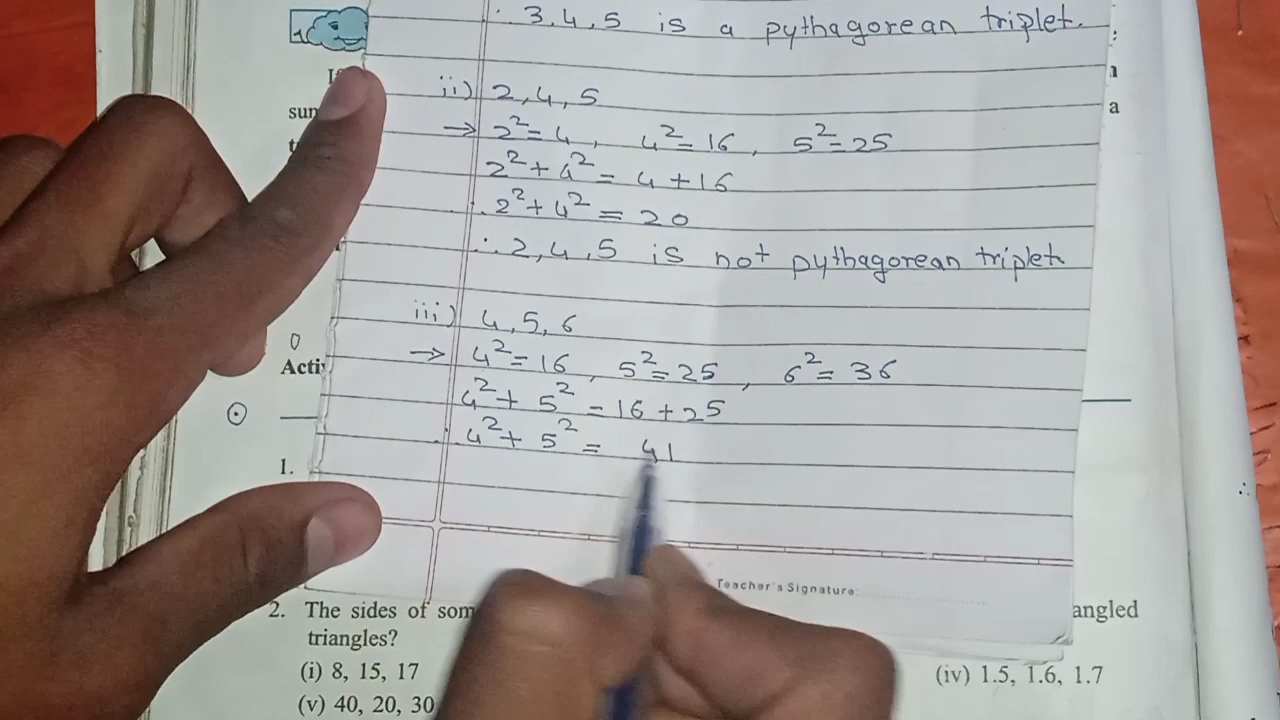 ∴ 3,4,5 is a pythagorean triplet.
ii) 2,4,5
→ 2²=4, 4²=16, 5²=25
2²+4² = 4+16
∴ 2²+4² = 20
∴ 2,4,5 is not pythagorean triplet.
iii) 4,5,6
→ 4²=16, 5²=25, 6²=36
4²+5² =16+25
∴ 4²+5² = 41
1.
Teacher's Signature
2. The sides of angled
triangles?
(i) 8, 15, 17 (iv) 1.5, 1.6, 1.7
(v) 40, 20, 30